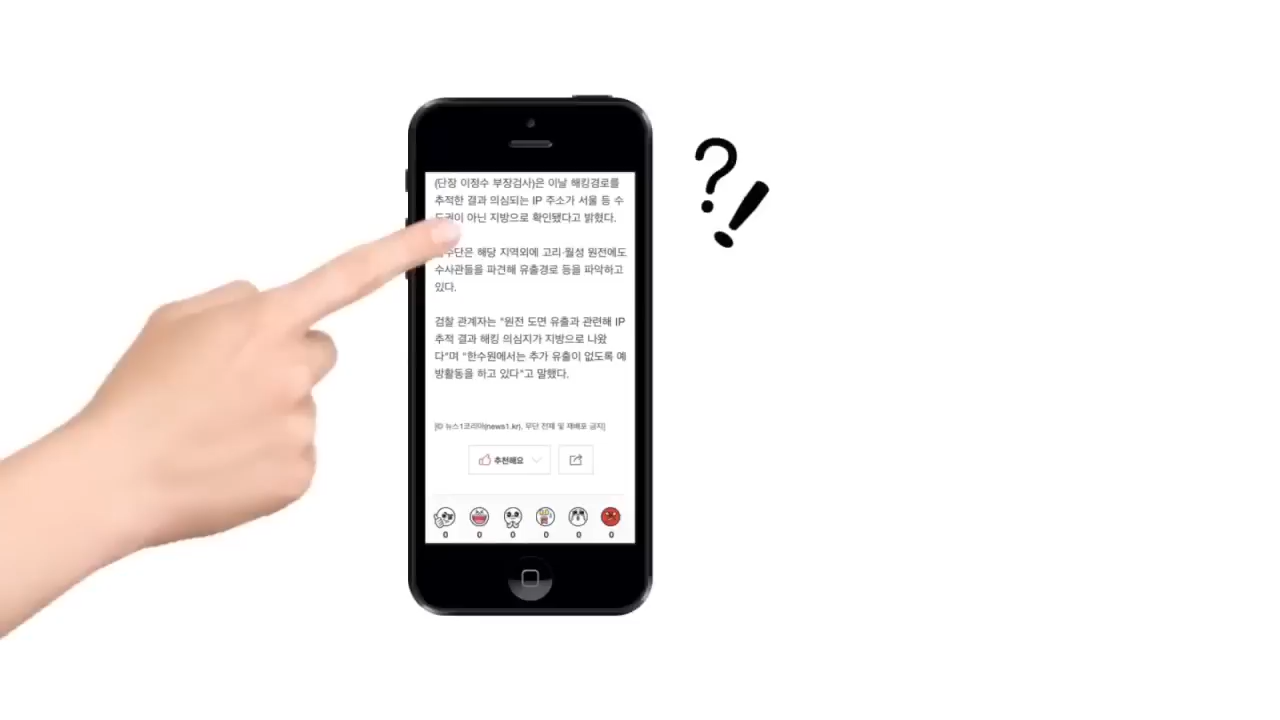 (단장 이정수 부장검사)은 이날 해킹경로를
추적한 결과 의심되는 IP 주소가 서울 등 수
아닌 지방으로 확인됐다고 밝혔다.
해당 지역외에 고리·월성 원전에도
수사관들을 파견해 유출경로 등을 파악하고
있다.
검찰 관계자는 "원전 도면 유출과 관련해 IP
추적 결과 해킹 의심지가 지방으로 나왔
다"며 "한수원에서는 추가 유출이 없도록 예
방활동을 하고 있다"고 말했다.
[© 뉴스1코리아(news1.kr), 무단 전재 및 재배포 금지]
추천해요
0 0 0 0 0 0
?!